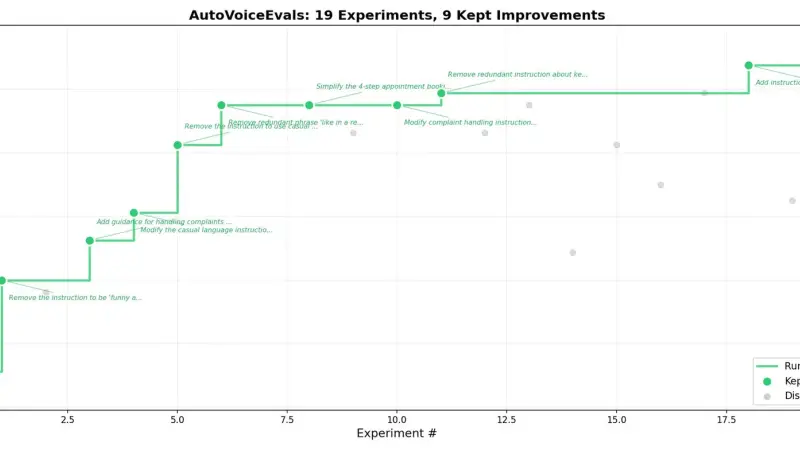 AutoVoiceEvals: 19 Experiments, 9 Kept Improvements
Remove redundant instruction about ke...
Add instructio
Simplify the 4-step appointment booki
Remove redundant phrase 'like in a re...
Remove the instruction to use casual ...
Modify complaint handling instruction...
Add guidance for handling complaints ...
Modify the casual language instructio...
Remove the instruction to be 'funny a...
Run
Kep
Dis
2.5 5.0 7.5 10.0 12.5 15.0 17.5
Experiment #